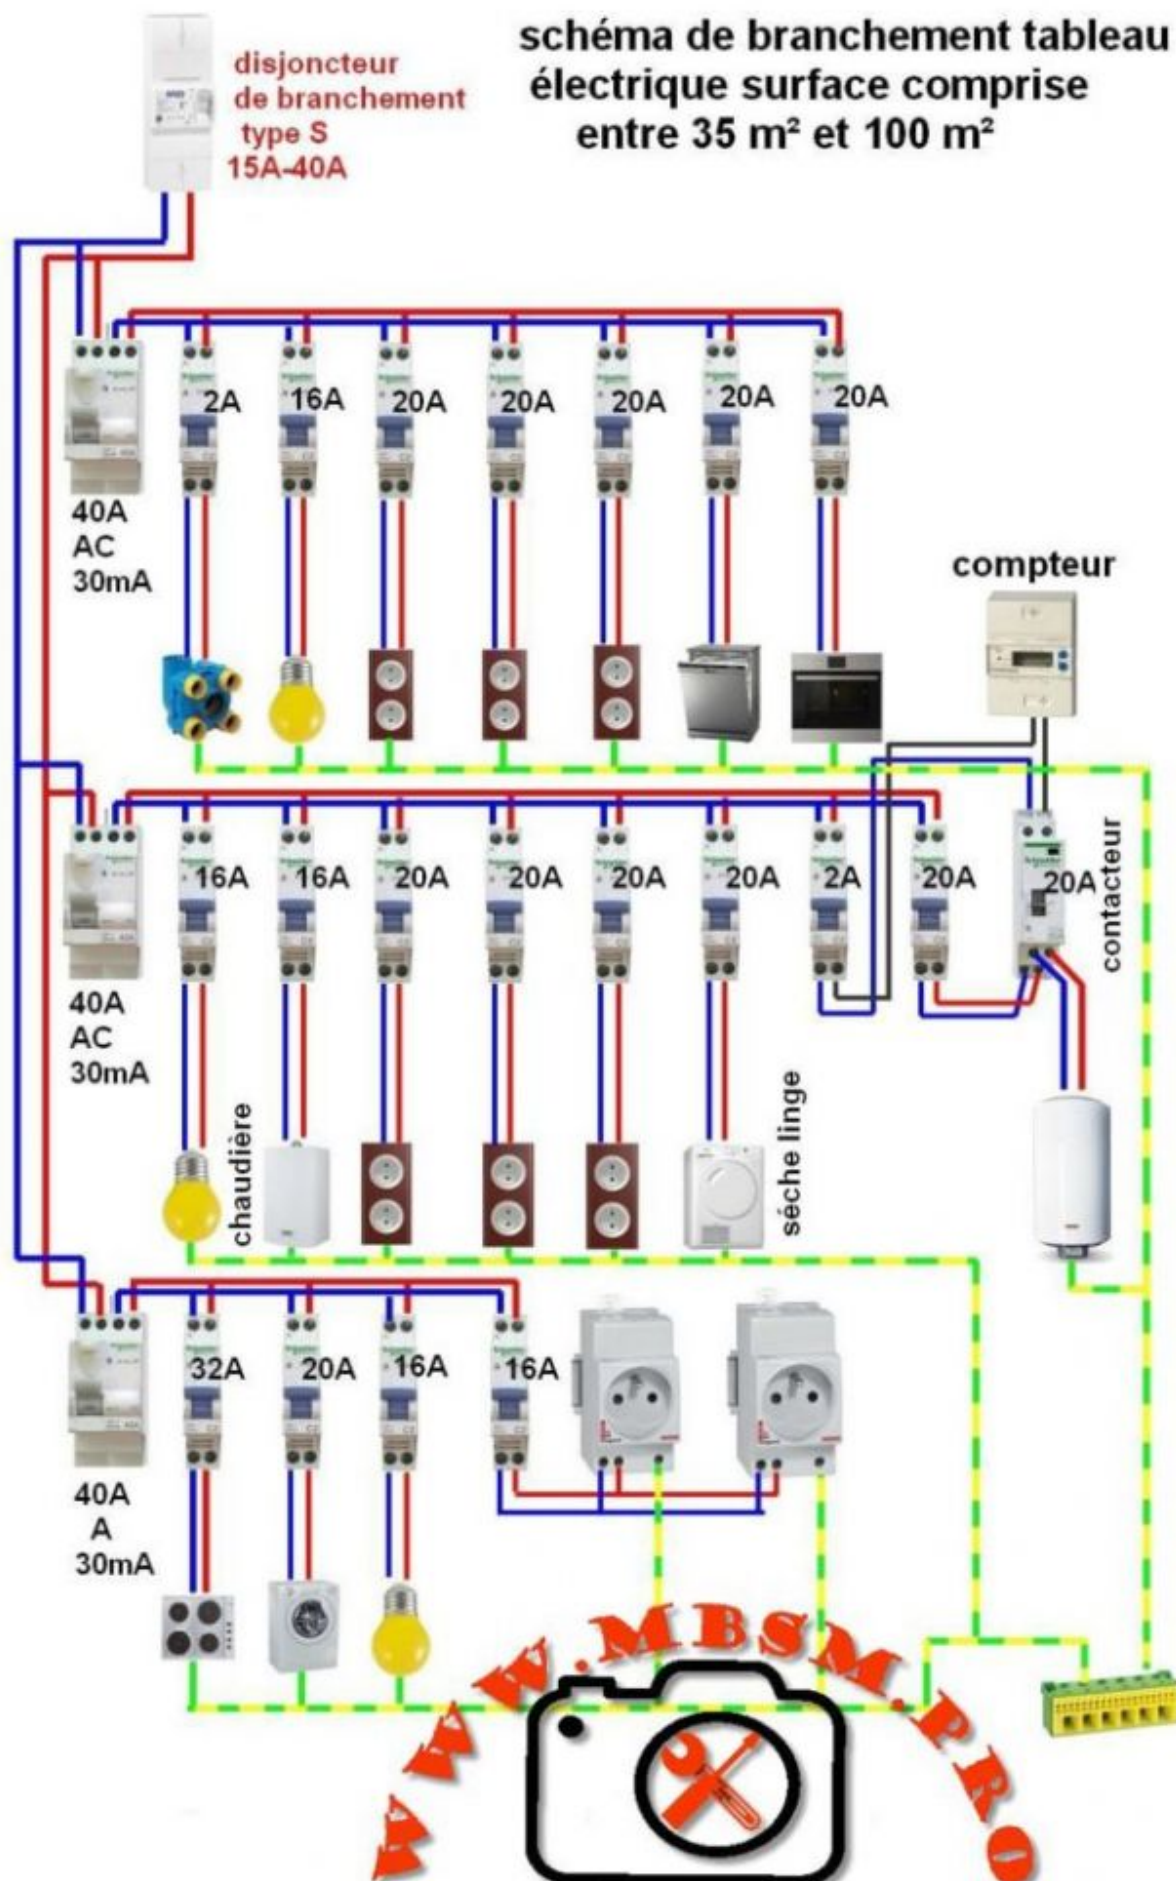 schéma de branchement tableau
électrique surface comprise
entre 35 m² et 100 m²
disjoncteur
de branchement
type S
15A-40A
2A
16A
20A
20A
20A
20A
20A
40A
AC
30mA
compteur
16A
16A
20A
20A
20A
20A
2A
20A
20A
contacteur
40A
AC
30mA
chaudière
séche linge
32A
20A
16A
16A
40A
A
30mA
WWW.MBSM.PRO